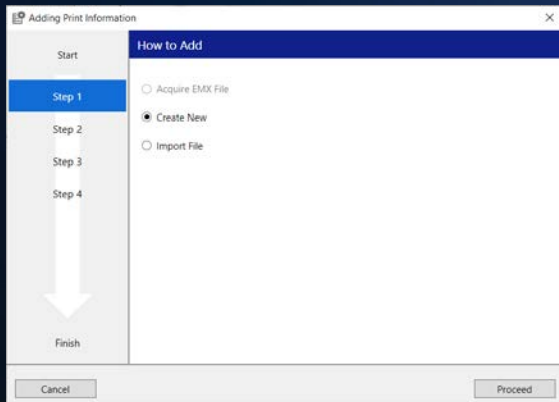 Adding Print Information
Start
Step 1
Step 2
Step 3
Step 4
Finish
How to Add
Acquire EMX File
Create New
Import File
Cancel
Proceed